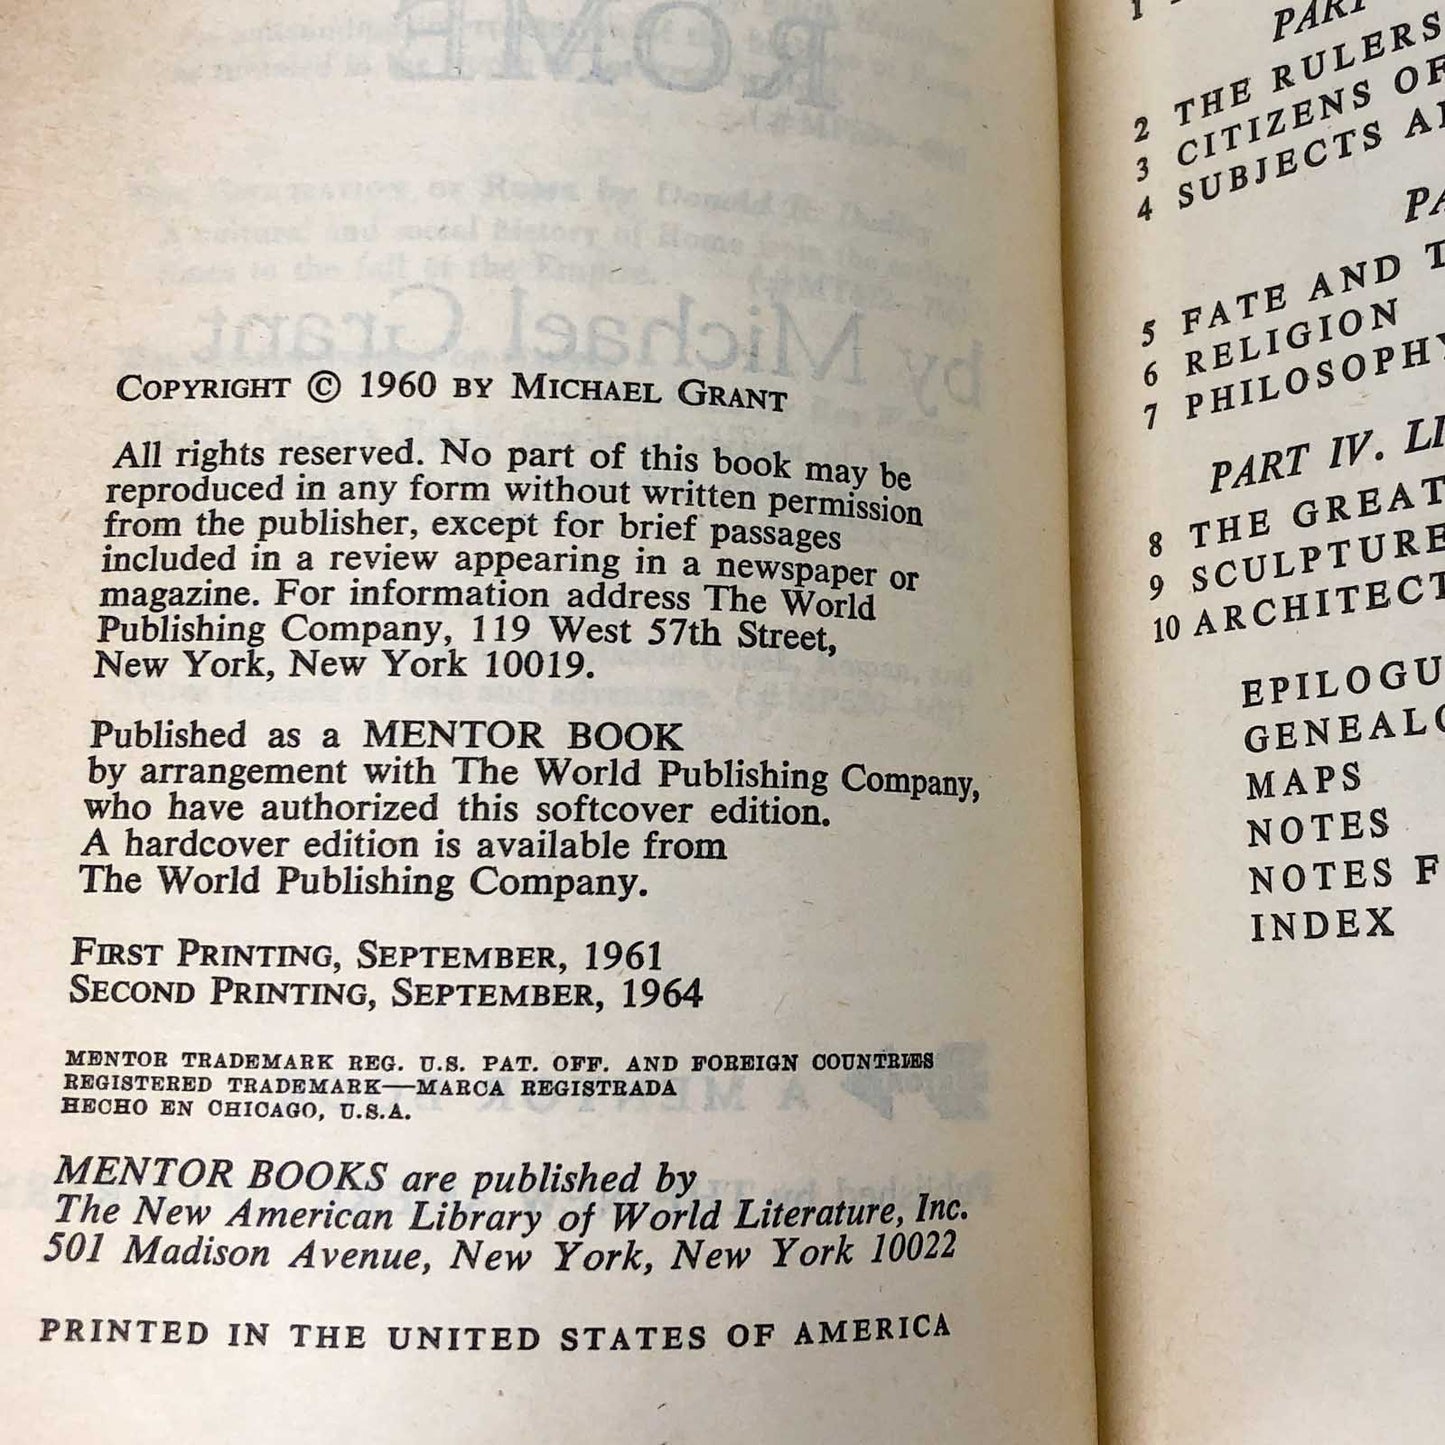 COPYRIGHT © 1960 BY MICHAEL GRANT
All rights reserved. No part of this book may be
reproduced in any form without written permission
from the publisher, except for brief passages
included in a review appearing in a newspaper or
magazine. For information address The World
Publishing Company, 119 West 57th Street,
New York, New York 10019.
Published as a MENTOR BOOK
by arrangement with The World Publishing Company,
who have authorized this softcover edition.
A hardcover edition is available from
The World Publishing Company.
FIRST PRINTING, SEPTEMBER, 1961
SECOND PRINTING, SEPTEMBER, 1964
MENTOR TRADEMARK REG. U.S. PAT. OFF. AND FOREIGN COUNTRIES
REGISTERED TRADEMARK—MARCA REGISTRADA
HECHO EN CHICAGO, U.S.A.
MENTOR BOOKS are published by
The New American Library of World Literature, Inc.
501 Madison Avenue, New York, New York 10022
PRINTED IN THE UNITED STATES OF AMERICA
1
PART
2 THE RULERS
3 CITIZENS OF
4 SUBJECTS
5 FATE AND
6 RELIGION
7 PHILOSOPHY
PART IV.
8 THE GREAT
9 SCULPTURE
10
MAPS
NOTES
NOTES
INDEX
ROME
by Michael Grant